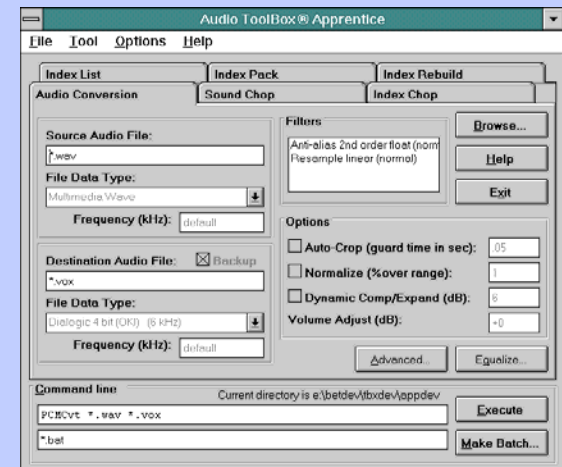 Audio ToolBox® Apprentice
File Tool Options Help
Index List Index Pack Index Rebuild
Audio Conversion Sound Chop Index Chop
Source Audio File:
*.wav
File Data Type:
Multimedia Wave
Frequency (kHz): default
Destination Audio File: Backup
*.vox
File Data Type:
Dialogic 4 bit (OKI) (6 kHz)
Frequency (kHz): default
Filters
Anti-alias 2nd order float (norm
Resample linear (normal)
Browse...
Help
Exit
Options
Auto-Crop (guard time in sec): .05
Normalize (%over range): 1
Dynamic Comp/Expand (dB): 6
Volume Adjust (dB): +0
Advanced... Equalize...
Command line
Current directory is e:\betdev\tbxdev\appdev
PCMCvt *.wav *.vox
Execute
*.bat
Make Batch...